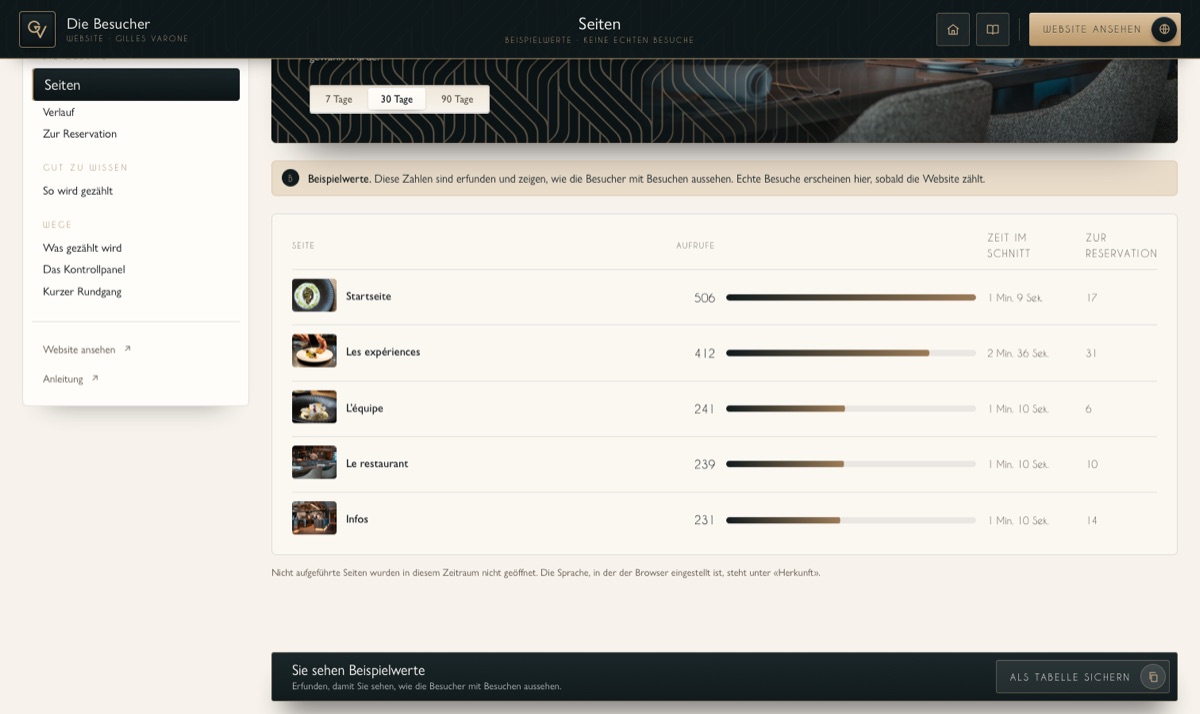 GV
Die Besucher
WEBSITE · GILLES VARONE
Seiten
BEISPIELWERTE · KEINE ECHTEN BESUCHE
WEBSITE ANSEHEN
Seiten
Verlauf
Zur Reservation
GUT ZU WISSEN
So wird gezählt
WEGE
Was gezählt wird
Das Kontrollpanel
Kurzer Rundgang
Website ansehen ↗
Anleitung ↗
7 Tage 30 Tage 90 Tage
B Beispielwerte. Diese Zahlen sind erfunden und zeigen, wie die Besucher mit Besuchen aussehen. Echte Besuche erscheinen hier, sobald die Website zählt.
SEITE AUFRUFE ZEIT IM SCHNITT ZUR RESERVATION
Startseite 506 1 Min. 9 Sek. 17
Les expériences 412 2 Min. 36 Sek. 31
L'équipe 241 1 Min. 10 Sek. 6
Le restaurant 239 1 Min. 10 Sek. 10
Infos 231 1 Min. 10 Sek. 14
Nicht aufgeführte Seiten wurden in diesem Zeitraum nicht geöffnet. Die Sprache, in der der Browser eingestellt ist, steht unter «Herkunft».
Sie sehen Beispielwerte
Erfunden, damit Sie sehen, wie die Besucher mit Besuchen aussehen.
ALS TABELLE SICHERN